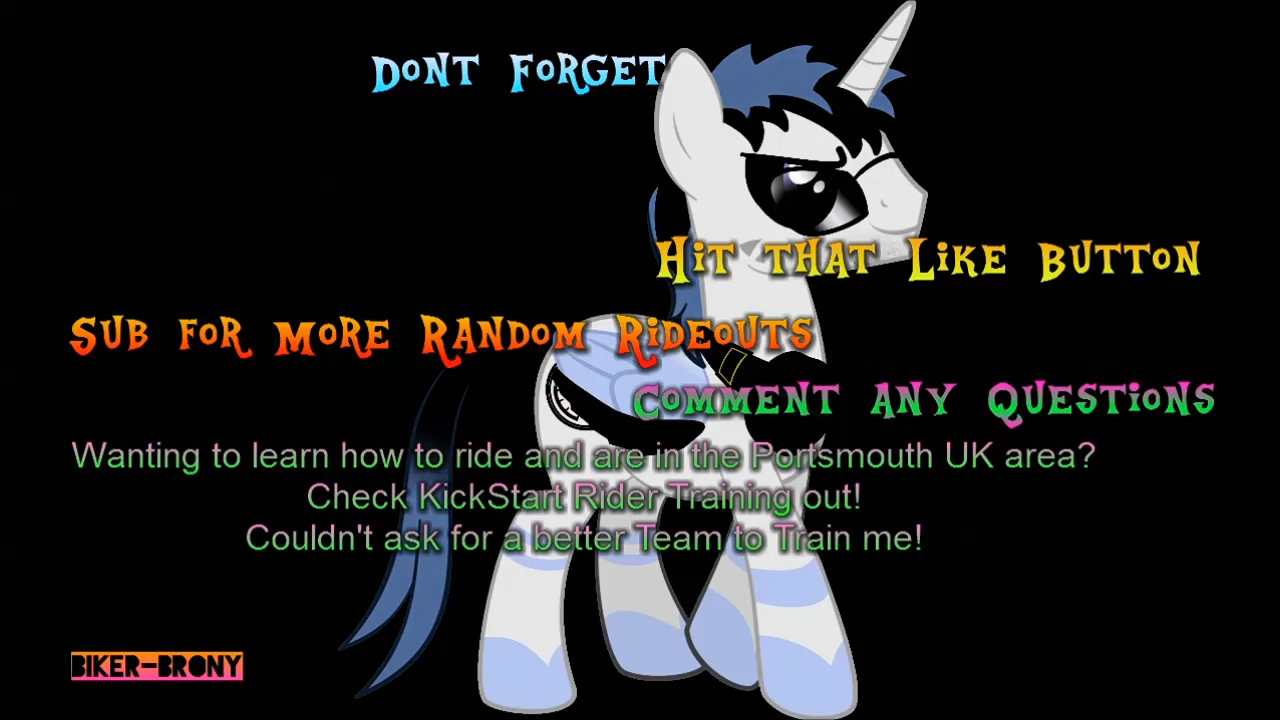 Dont Forget
Hit that Like Button
Sub for More Random Rideouts
Comment any Questions
Wanting to learn how to ride and are in the Portsmouth UK area?
Check KickStart Rider Training out!
Couldn't ask for a better Team to Train me!
BIKER-BRONY